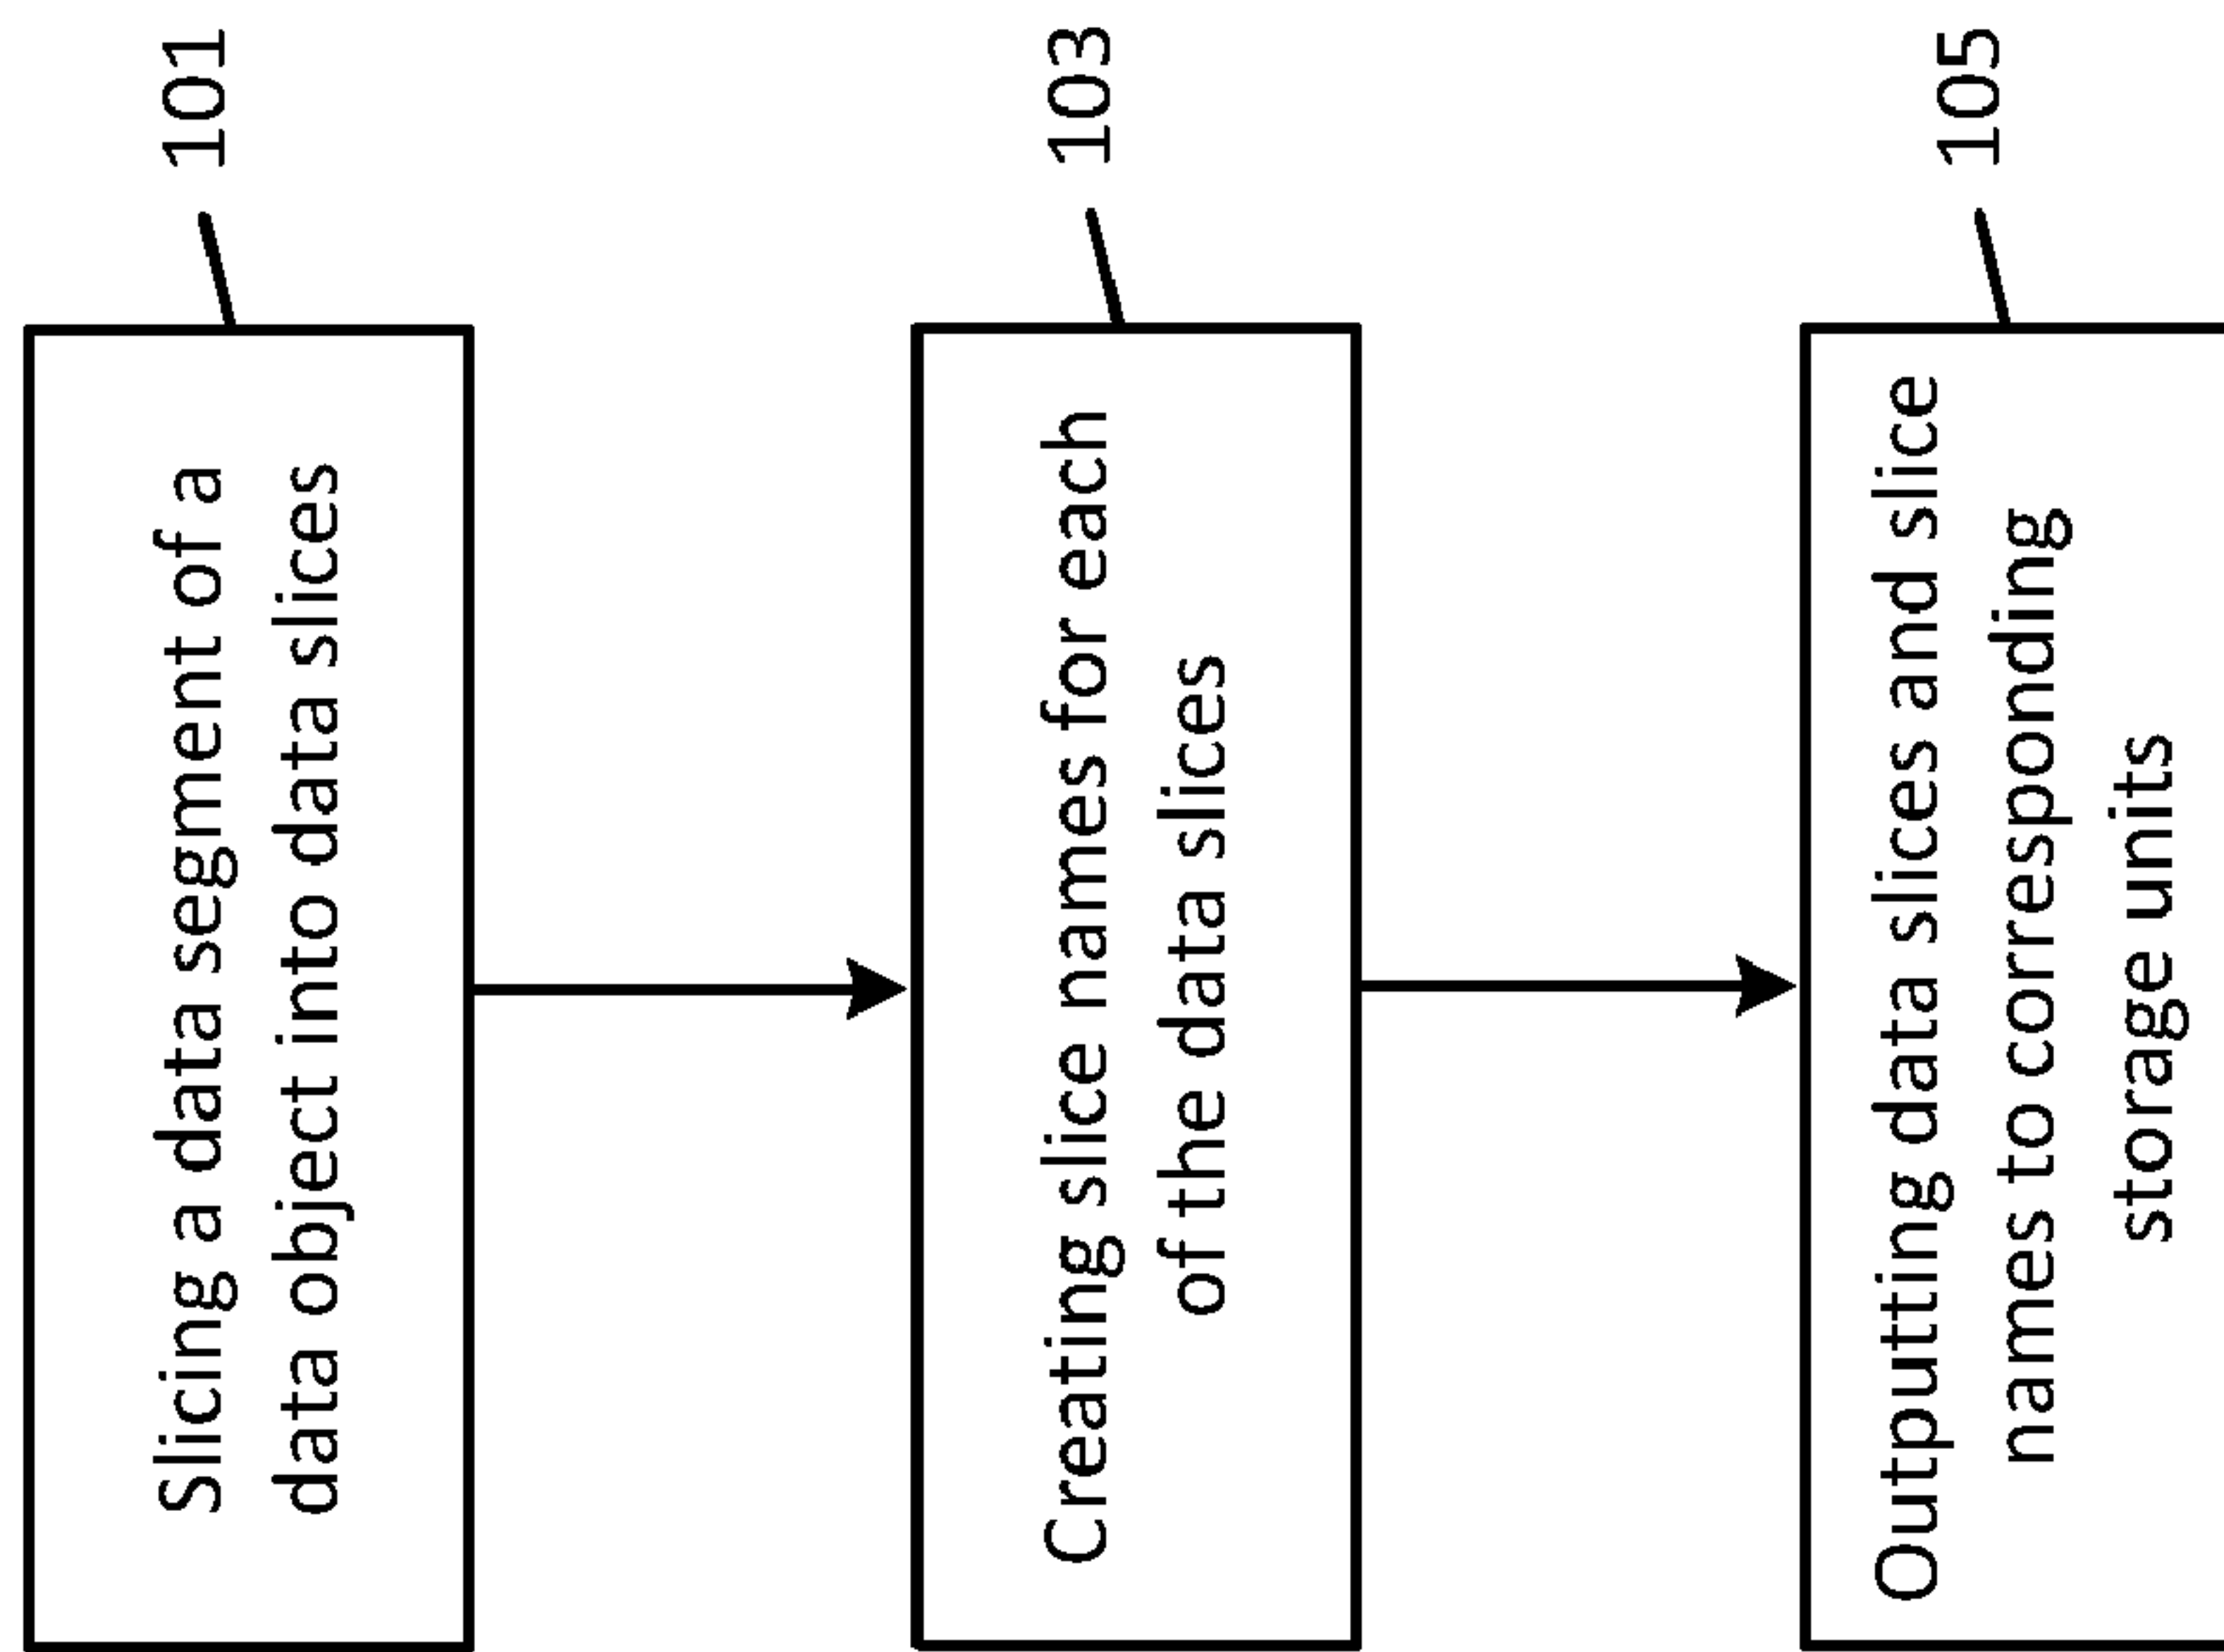 Slicing a data segment of a
data object into data slices
101
Creating slice names for each
of the data slices
103
Outputting data slices and slice
names to corresponding
storage units
105